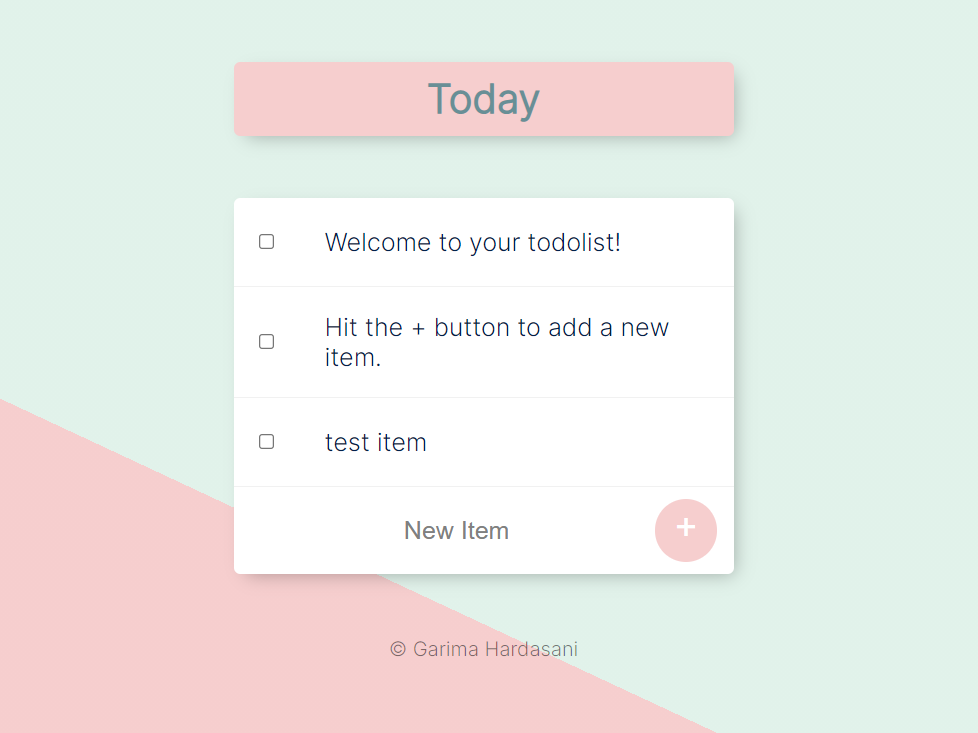 Today
Welcome to your todolist!
Hit the + button to add a new
item.
test item
New Item
+
© Garima Hardasani